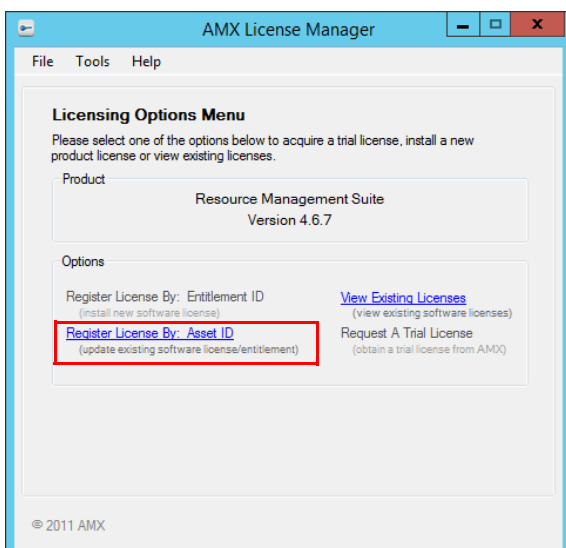 AMX License Manager
File Tools Help
Licensing Options Menu
Please select one of the options below to acquire a trial license, install a new
product license or view existing licenses.
Product
Resource Management Suite
Version 4.6.7
Options
Register License By: Entitlement ID
(install new software license)
View Existing Licenses
(view existing software licenses)
Register License By: Asset ID
(update existing software license/entitlement)
Request A Trial License
(obtain a trial license from AMX)
© 2011 AMX